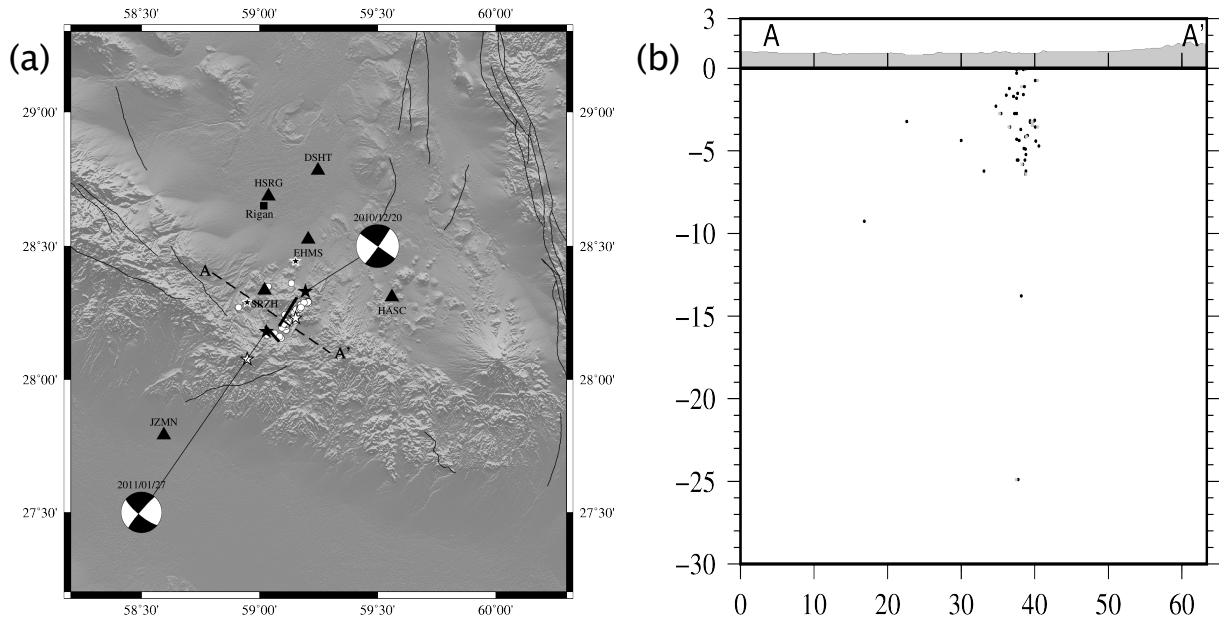 (a)
58°30' 59°00' 59°30' 60°00'
29°00' 29°00'
DSHT
HSRG
Rigan
2010/12/20
28°30' 28°30'
EHMS
A
SRZH
HASC
A'
28°00' 28°00'
JZMN
2011/01/27
27°30' 27°30'
58°30' 59°00' 59°30' 60°00'
(b)
3
A A'
0
−5
−10
−15
−20
−25
−30
0 10 20 30 40 50 60